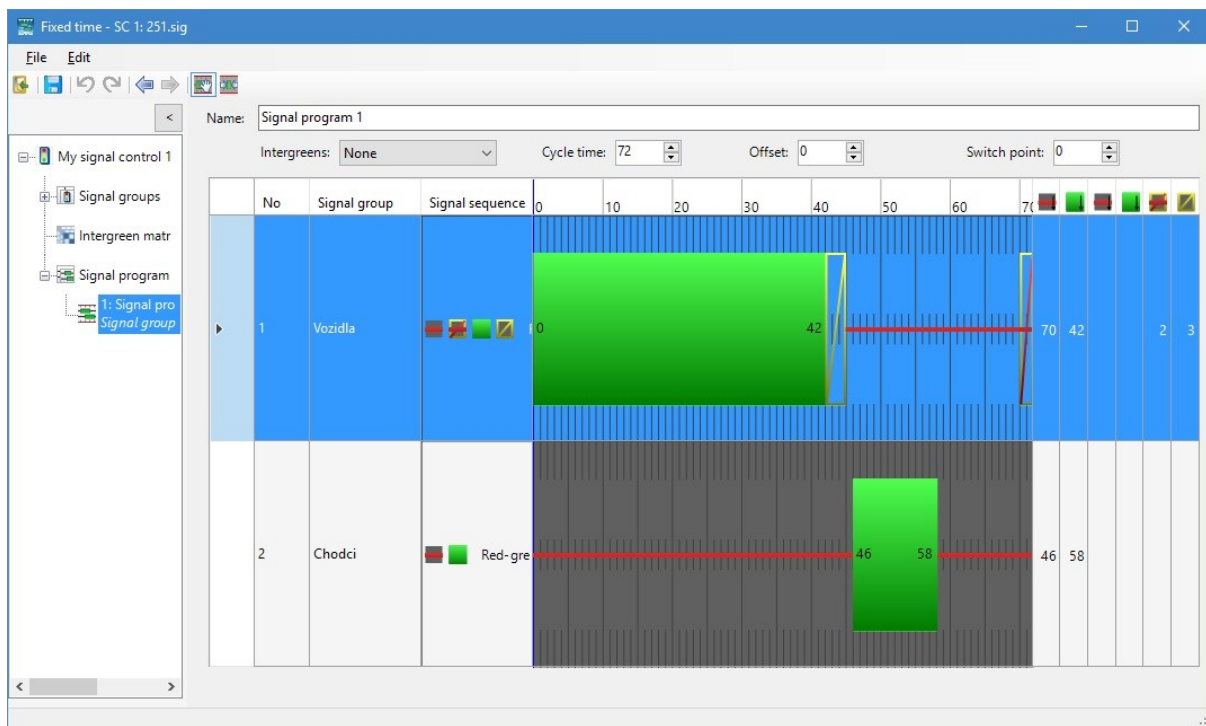 Fixed time - SC 1: 251.sig
File Edit
<
Name: Signal program 1
My signal control 1
Intergreens: None Cycle time: 72 Offset: 0 Switch point: 0
Signal groups
No Signal group Signal sequence 0 10 20 30 40 50 60 70
Intergreen matr
Signal program
1: Signal pro
Signal group
1 Vozidla 0 42 70 42 2 3
2 Chodci Red-gre 46 58 46 58